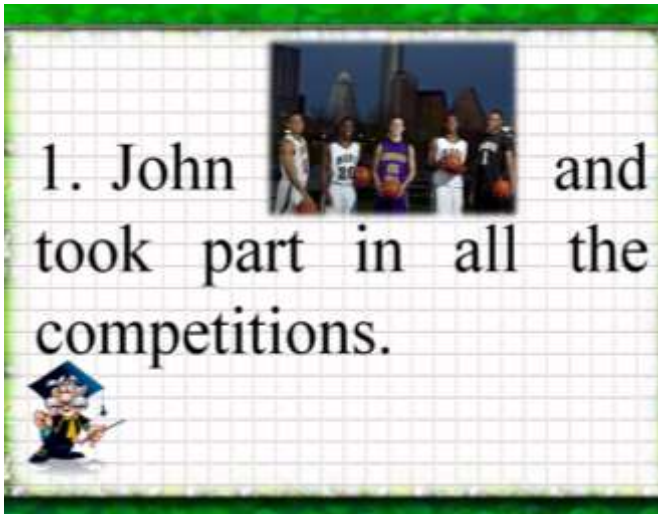 1. John and
took part in all the
competitions.